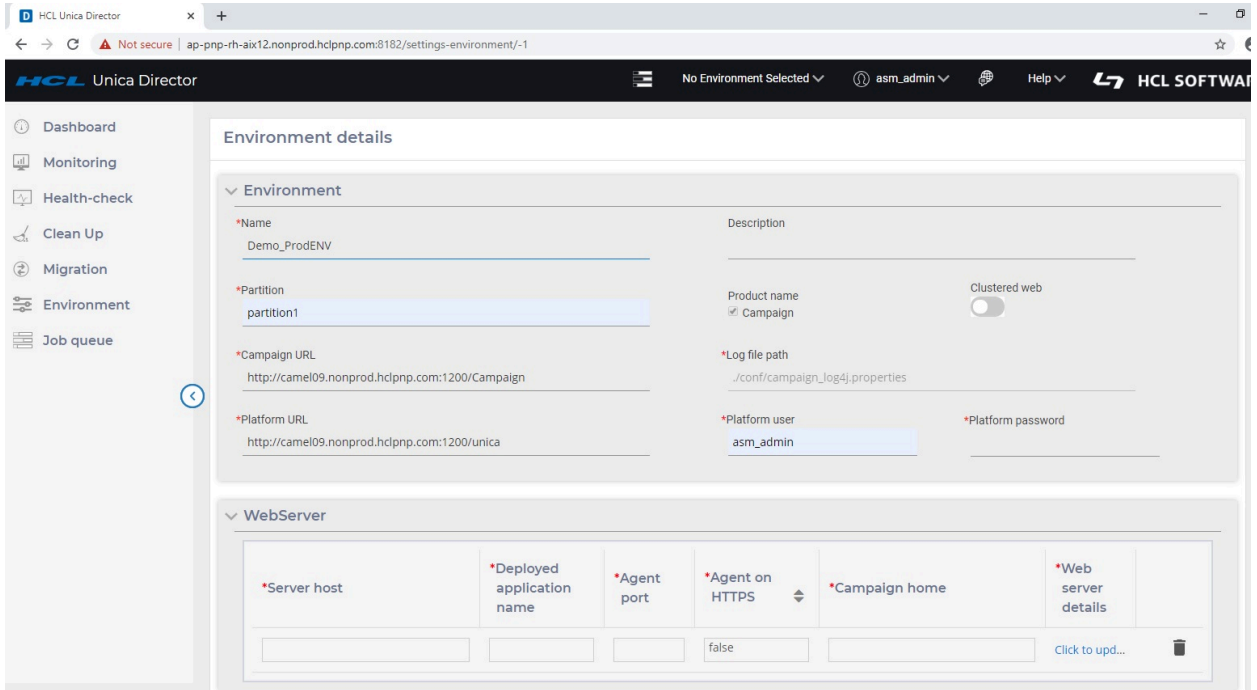 D HCL Unica Director × +
Not secure | ap-pnp-rh-aix12.nonprod.hclpnp.com:8182/settings-environment/-1
HCL Unica Director No Environment Selected asm_admin Help HCL SOFTWAR
Dashboard
Monitoring
Health-check
Clean Up
Migration
Environment
Job queue
Environment details
Environment
*Name Description
Demo_ProdENV
*Partition Product name Clustered web
partition1 Campaign
*Campaign URL *Log file path
http://camel09.nonprod.hclpnp.com:1200/Campaign ./conf/campaign_log4j.properties
*Platform URL *Platform user *Platform password
http://camel09.nonprod.hclpnp.com:1200/unica asm_admin
WebServer
*Server host *Deployed application name *Agent port *Agent on HTTPS *Campaign home *Web server details
false Click to upd...